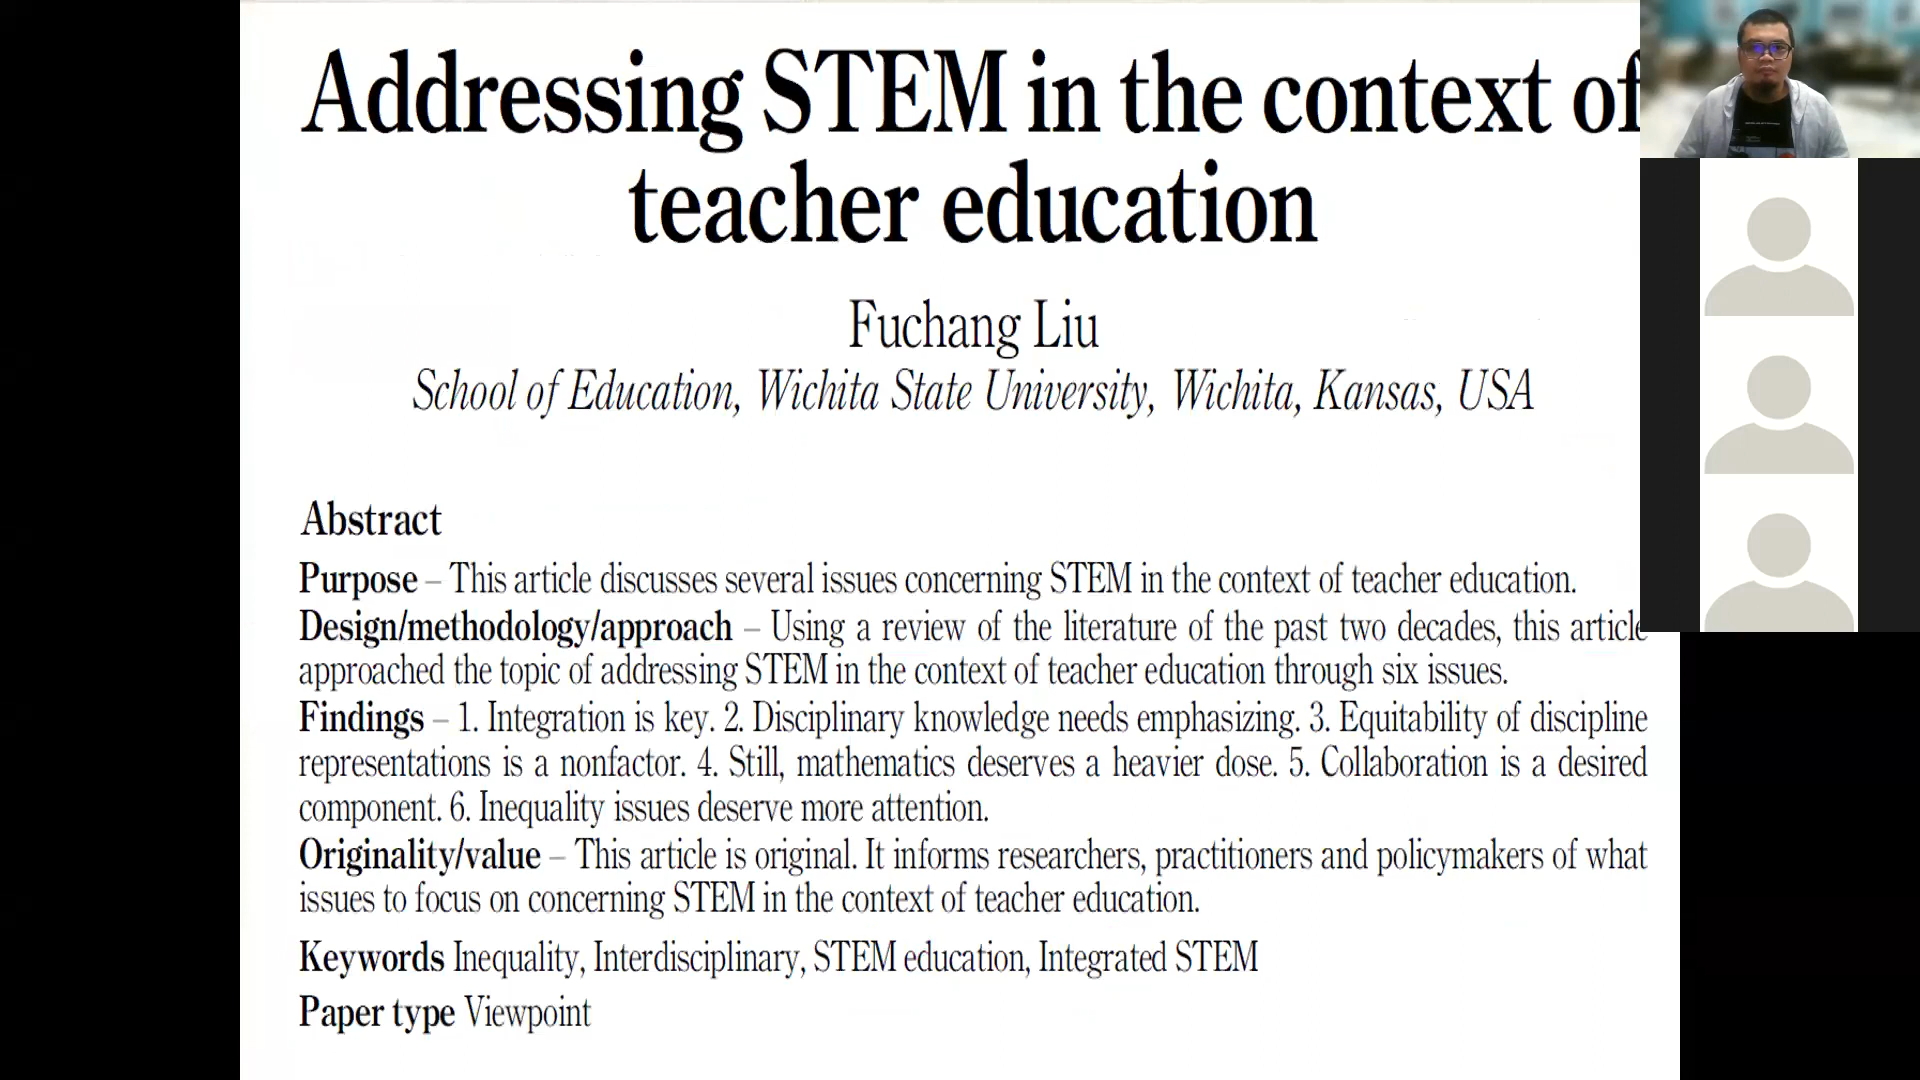 Addressing STEM in the context of
teacher education
Fuchang Liu
School of Education, Wichita State University, Wichita, Kansas, USA
Abstract
Purpose – This article discusses several issues concerning STEM in the context of teacher education.
Design/methodology/approach – Using a review of the literature of the past two decades, this article
approached the topic of addressing STEM in the context of teacher education through six issues.
Findings – 1. Integration is key. 2. Disciplinary knowledge needs emphasizing. 3. Equitability of discipline
representations is a nonfactor. 4. Still, mathematics deserves a heavier dose. 5. Collaboration is a desired
component. 6. Inequality issues deserve more attention.
Originality/value – This article is original. It informs researchers, practitioners and policymakers of what
issues to focus on concerning STEM in the context of teacher education.
Keywords Inequality, Interdisciplinary, STEM education, Integrated STEM
Paper type Viewpoint